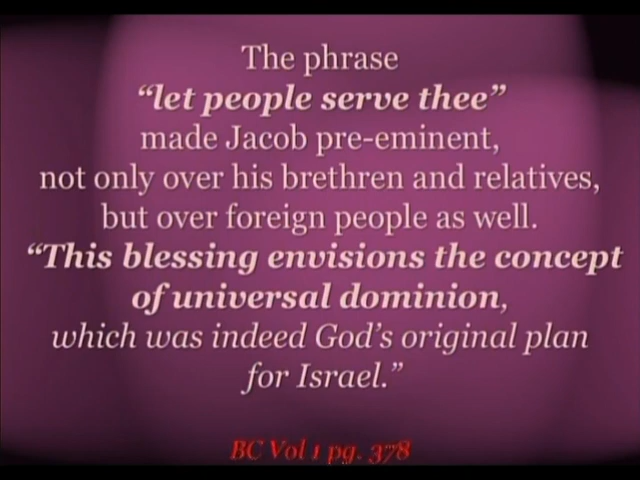 The phrase
“let people serve thee”
made Jacob pre-eminent,
not only over his brethren and relatives,
but over foreign people as well.
“This blessing envisions the concept
of universal dominion,
which was indeed God’s original plan
for Israel.”
BC Vol 1 pg. 378